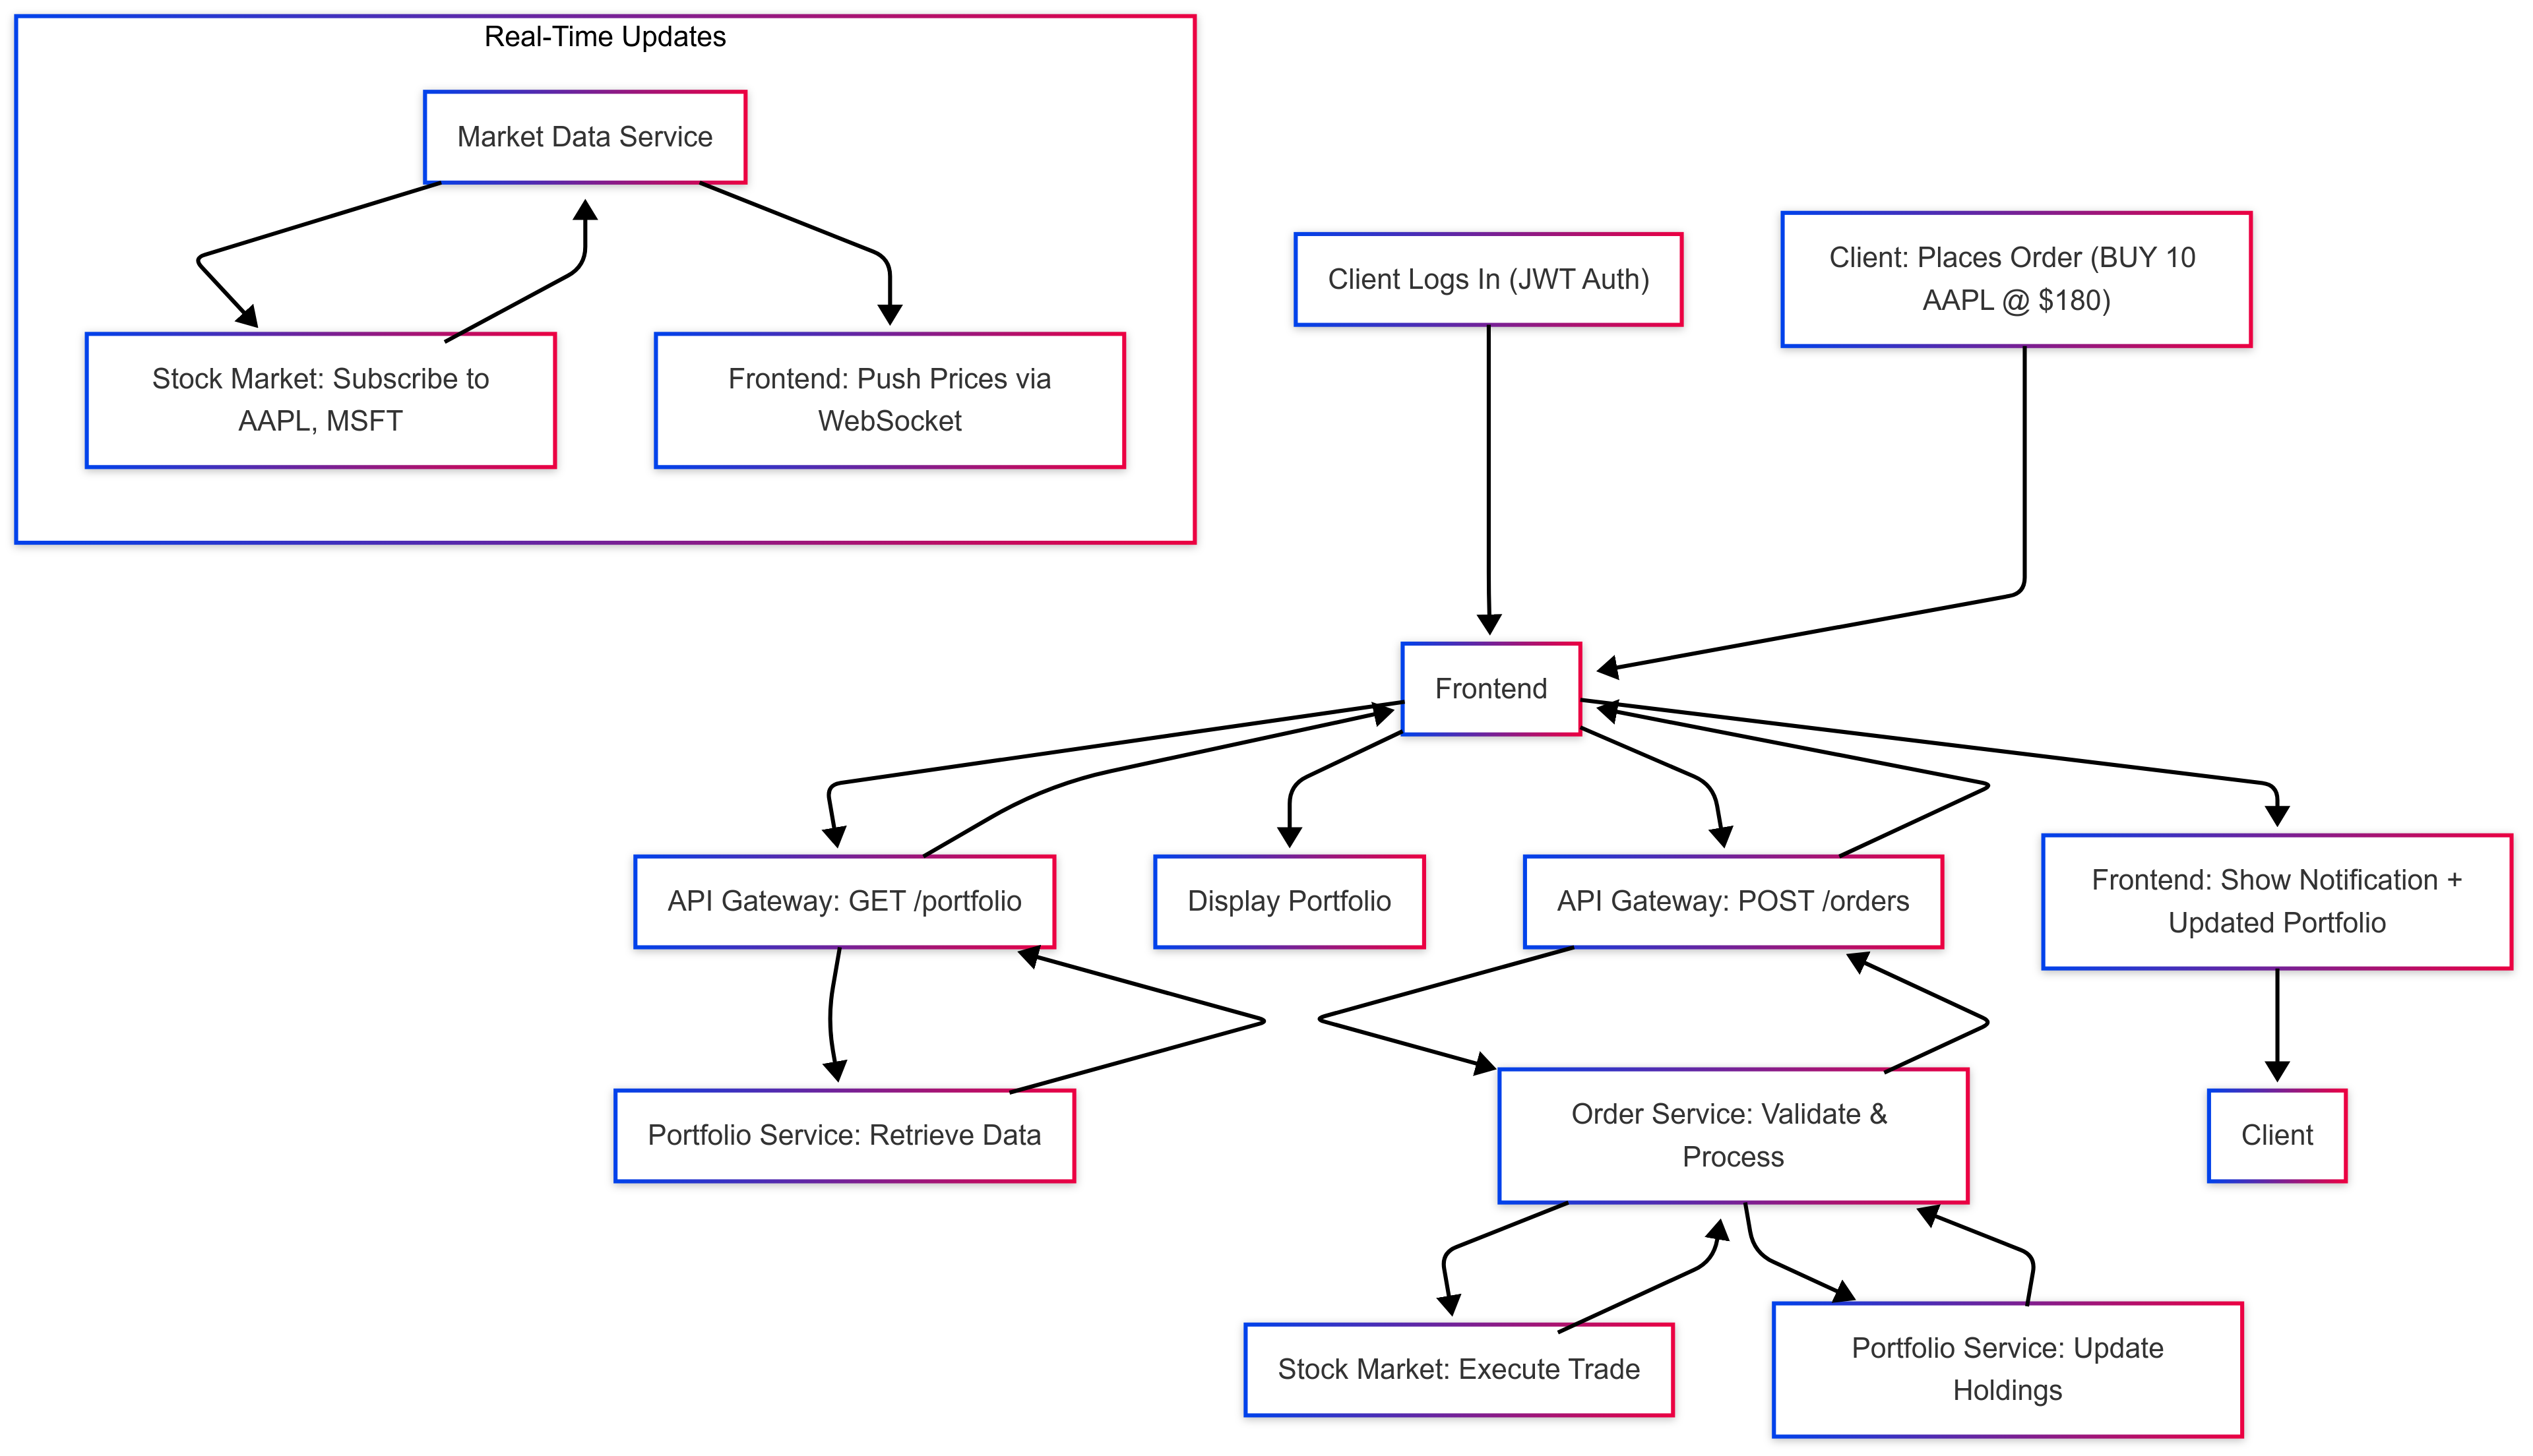 Real-Time Updates
Market Data Service
Stock Market: Subscribe to
AAPL, MSFT
Frontend: Push Prices via
WebSocket
Client Logs In (JWT Auth)
Client: Places Order (BUY 10
AAPL @ $180)
Frontend
API Gateway: GET /portfolio
Display Portfolio
API Gateway: POST /orders
Frontend: Show Notification +
Updated Portfolio
Portfolio Service: Retrieve Data
Order Service: Validate &
Process
Client
Stock Market: Execute Trade
Portfolio Service: Update
Holdings